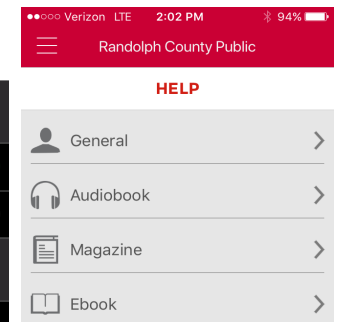 Verizon LTE 2:02 PM 94%
Randolph County Public
HELP
General
Audiobook
Magazine
Ebook